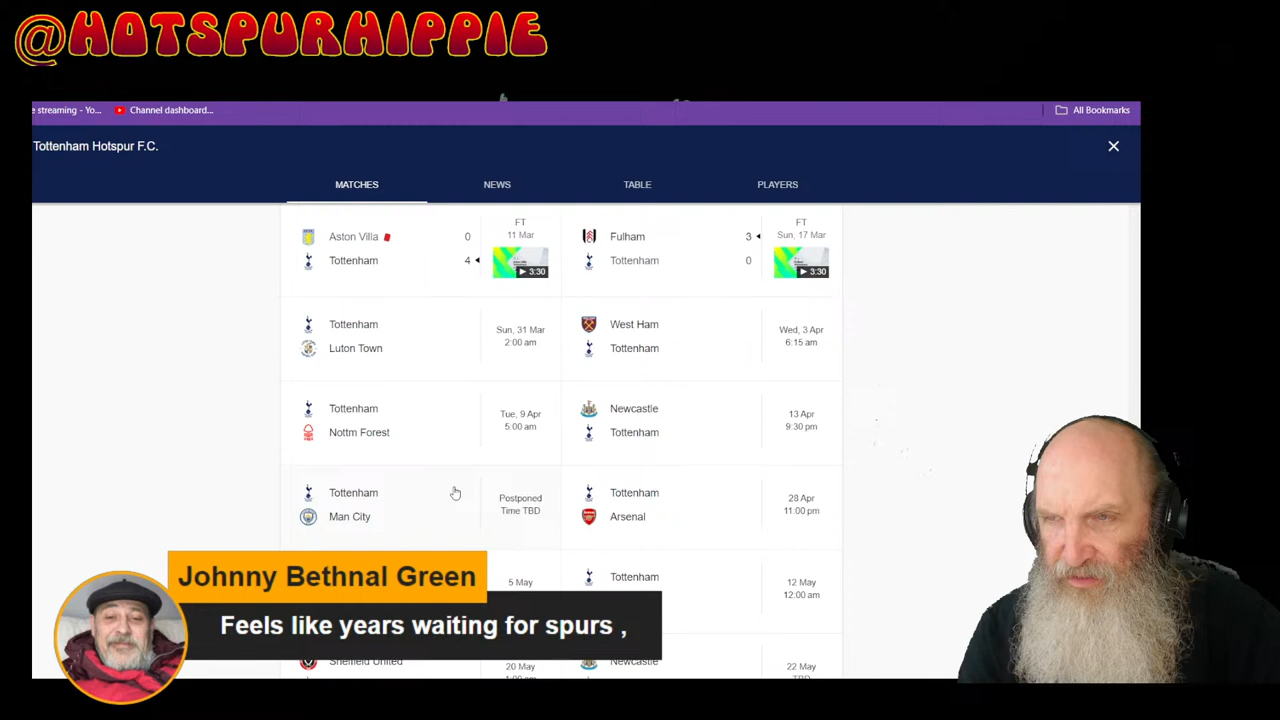 @HOTSPURHIPPIE
e streaming - Yo...
Channel dashboard...
All Bookmarks
Tottenham Hotspur F.C.
MATCHES
NEWS
TABLE
PLAYERS
Aston Villa 0
Tottenham 4
FT
11 Mar
3:30
Fulham 3
Tottenham 0
FT
Sun, 17 Mar
3:30
Tottenham
Luton Town
Sun, 31 Mar
2:00 am
West Ham
Tottenham
Wed, 3 Apr
6:15 am
Tottenham
Nottm Forest
Tue, 9 Apr
5:00 am
Newcastle
Tottenham
13 Apr
9:30 pm
Tottenham
Man City
Postponed
Time TBD
Tottenham
Arsenal
28 Apr
11:00 pm
5 May
Tottenham
12 May
12:00 am
Sheffield United
20 May
1:00 am
Newcastle
22 May
TBD
Johnny Bethnal Green
Feels like years waiting for spurs ,